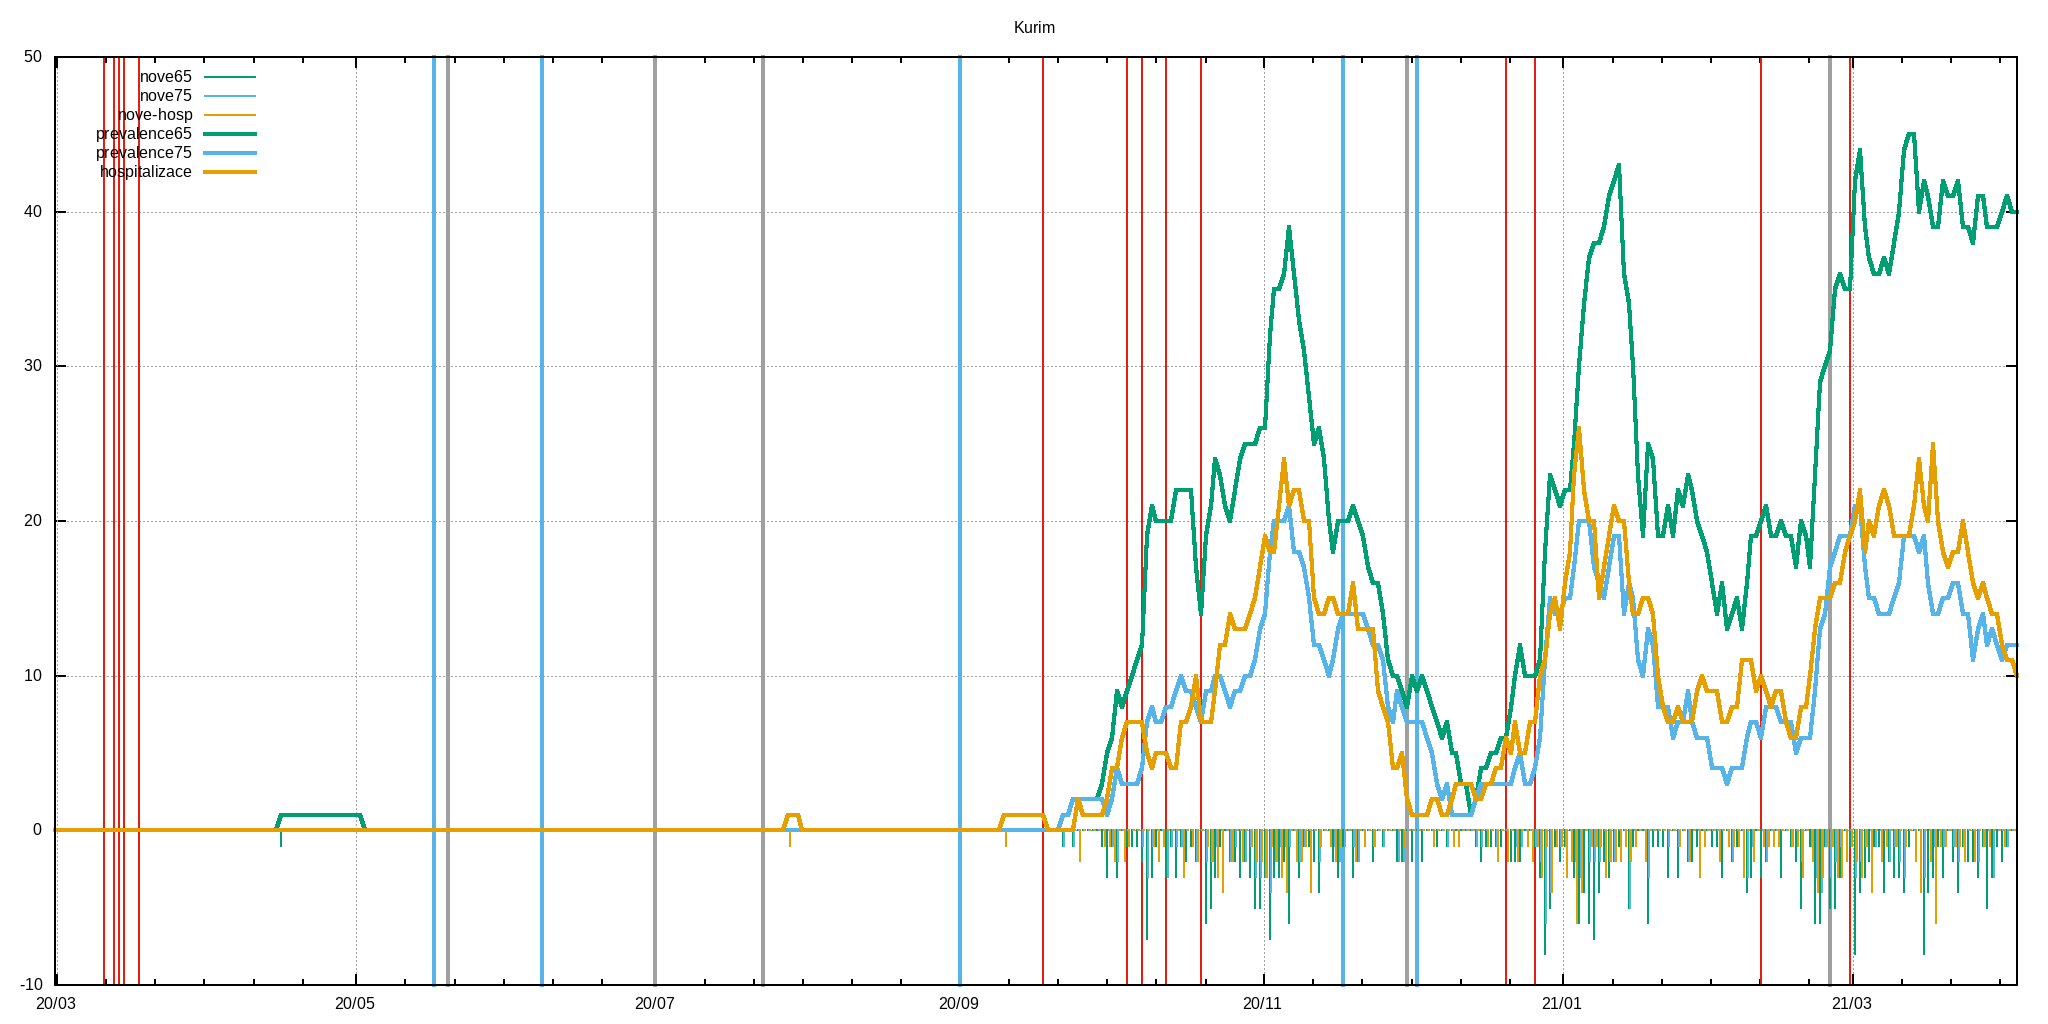 Kurim
50
nove65
nove75
nove-hosp
prevalence65
prevalence75
hospitalizace
40
30
20
10
0
-10
20/03 20/05 20/07 20/09 20/11 21/01 21/03